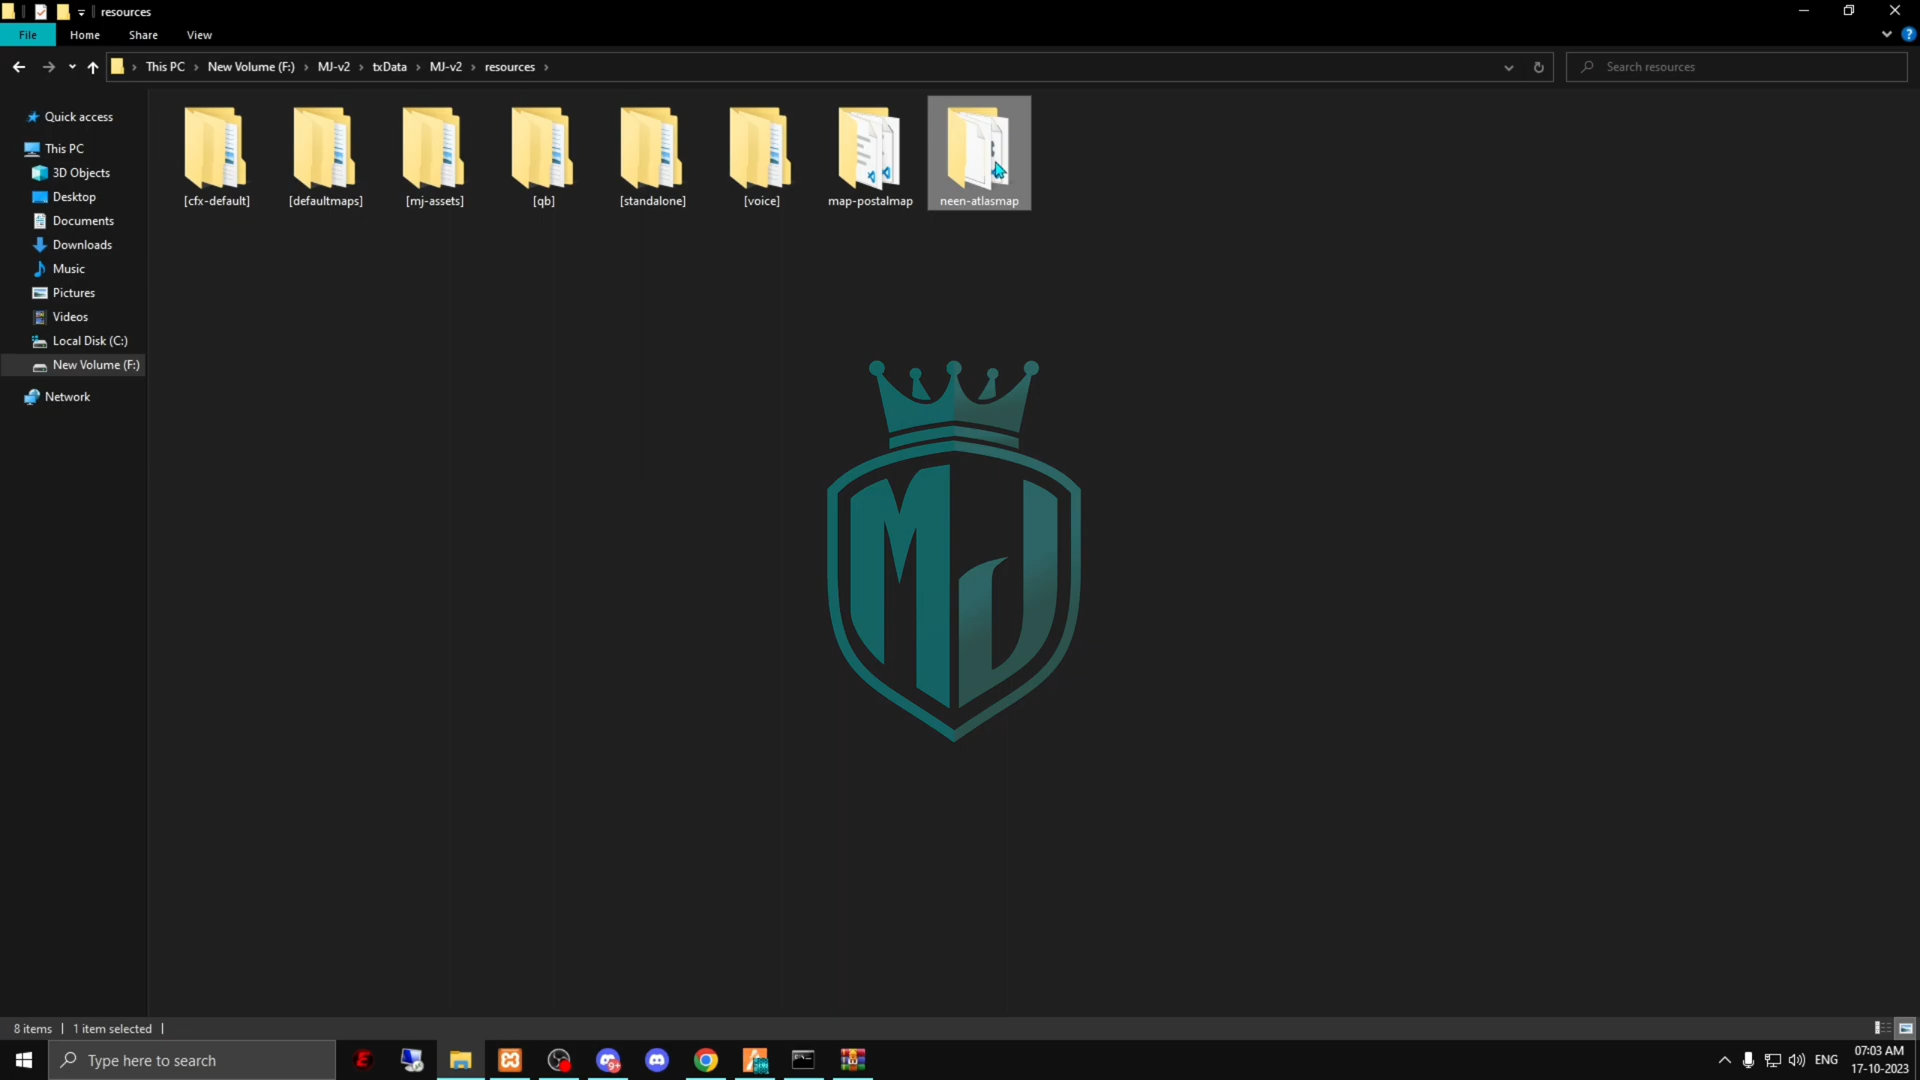 resources
File
Home
Share
View
This PC
New Volume (F:)
MJ-v2
txData
MJ-v2
resources
Search resources
Quick access
This PC
3D Objects
Desktop
Documents
Downloads
Music
Pictures
Videos
Local Disk (C:)
New Volume (F:)
Network
[cfx-default]
[defaultmaps]
[mj-assets]
[qb]
[standalone]
[voice]
map-postalmap
neen-atlasmap
MJ
8 items
1 item selected
Type here to search
9+
ENG
07:03 AM
17-10-2023